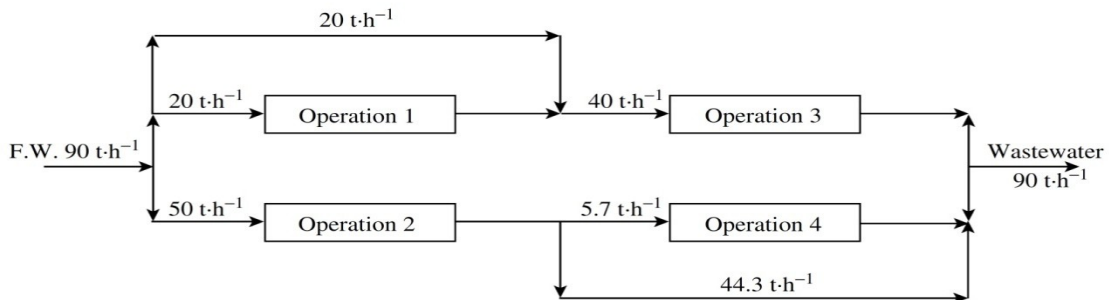 20 t·h⁻¹
20 t·h⁻¹
Operation 1
40 t·h⁻¹
Operation 3
F.W. 90 t·h⁻¹
Wastewater
90 t·h⁻¹
50 t·h⁻¹
Operation 2
5.7 t·h⁻¹
Operation 4
44.3 t·h⁻¹